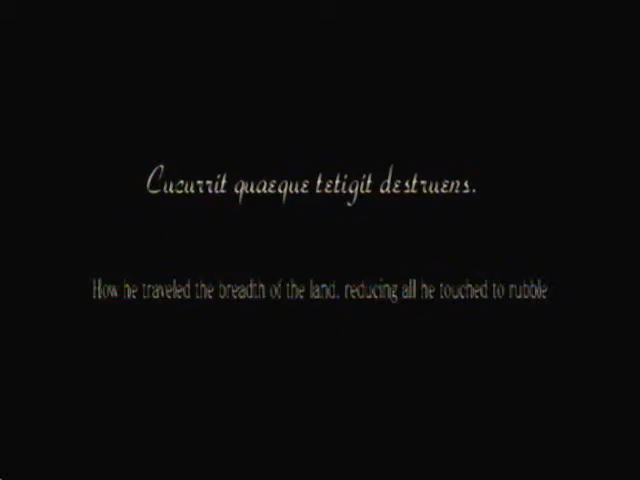 Cucurrit quaeque tetigit destruens.
How he traveled the breadth of the land, reducing all he touched to rubble